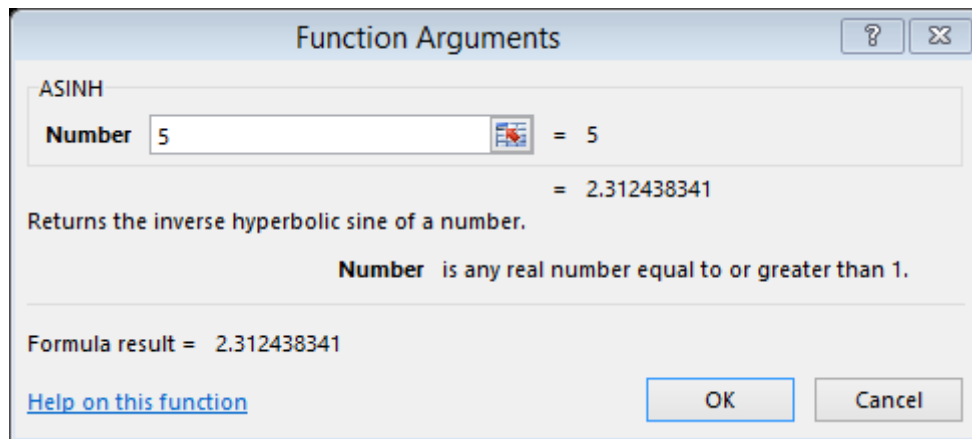 Function Arguments
ASINH
Number 5 = 5
= 2.312438341
Returns the inverse hyperbolic sine of a number.
Number is any real number equal to or greater than 1.
Formula result = 2.312438341
Help on this function OK Cancel